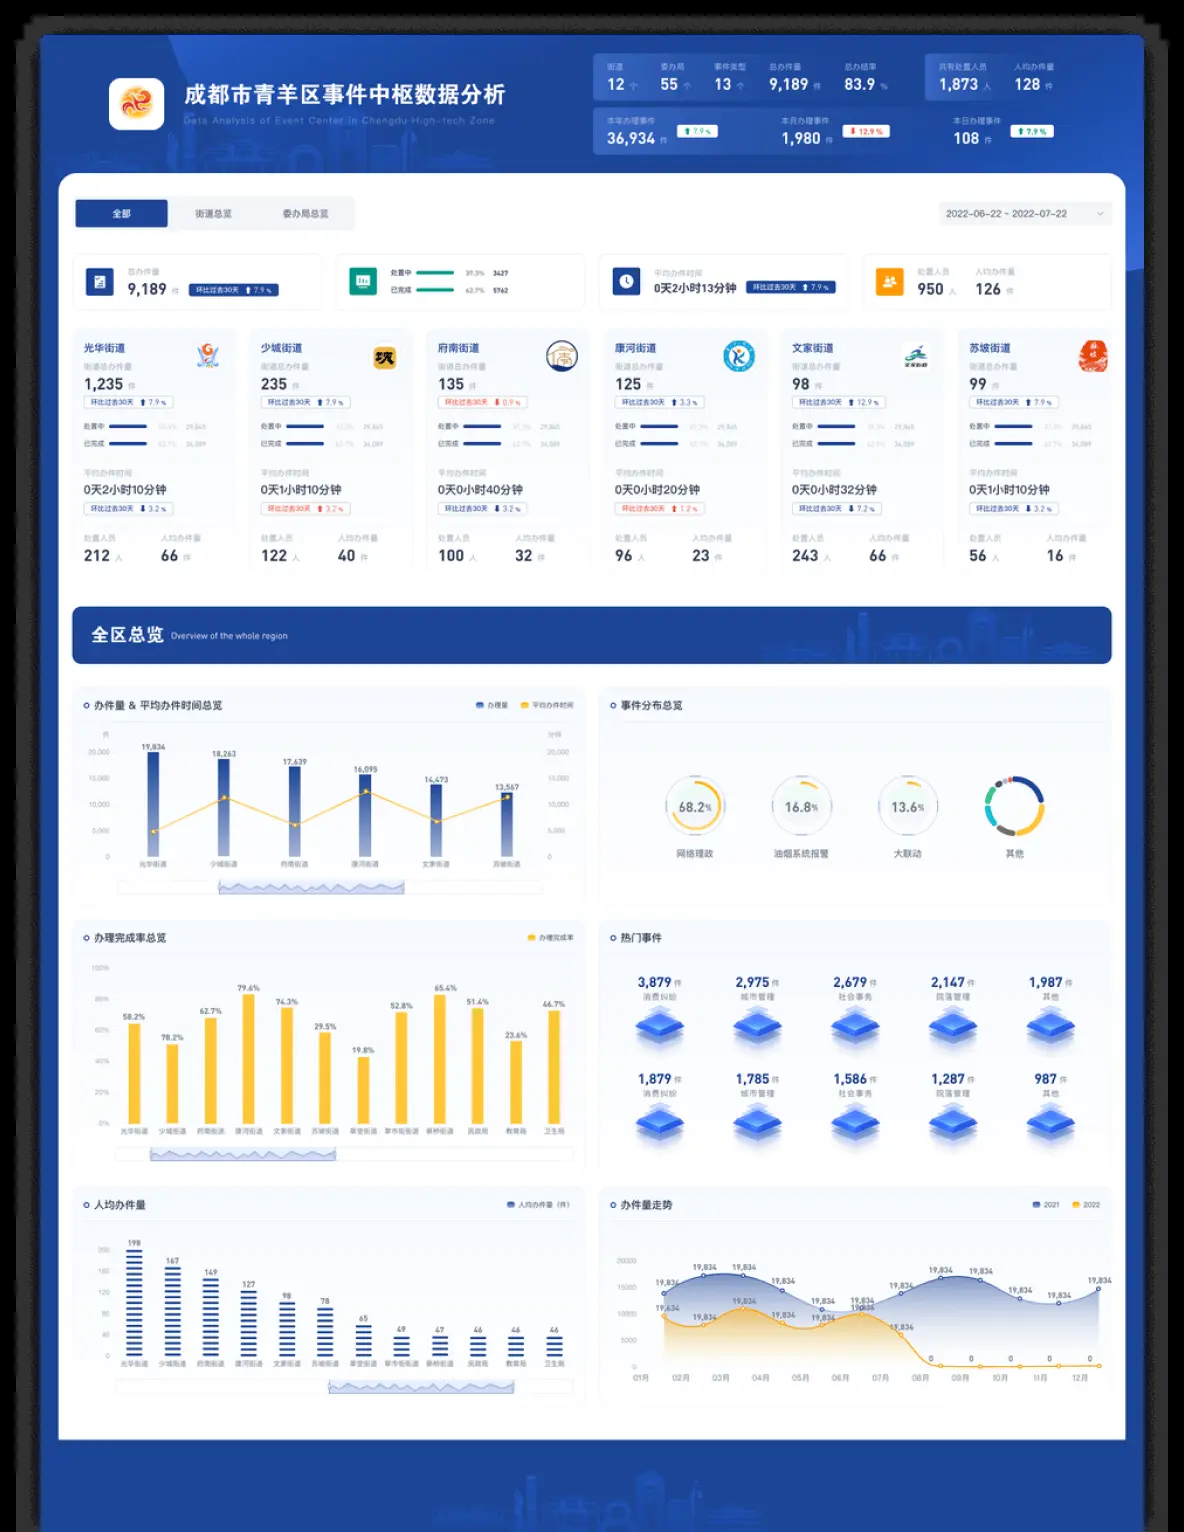 成都市青羊区事件中枢数据分析
Data Analysis of Event Center in Chengdu High-tech Zone
街道 委办局 事件类型 总办件量 总办结率
12 个 55 个 13 个 9,189 件 83.9 %
共有处置人员 人均办件量
1,873 人 128 件
本年办理事件 本月办理事件 本日办理事件
36,934 件 7.9 % 1,980 件 12.9 % 108 件 7.9 %
全部 街道总览 委办局总览
2022-06-22 ~ 2022-07-22
总办件量
9,189 件 环比过去30天 7.9 %
处置中 3427
已完成 62.9% 5762
平均办件时间
0天2小时13分钟 环比过去30天 7.9 %
处置人员 人均办件量
950 人 126 件
光华街道
街道总办件量
1,235 件
环比过去30天 7.9 %
处置中 29,865
已完成 36,089
平均办件时间
0天2小时10分钟
环比过去30天 3.2 %
处置人员 人均办件量
212 人 66 件
少城街道
街道总办件量
235 件
环比过去30天 7.9 %
处置中 29,865
已完成 36,089
平均办件时间
0天1小时10分钟
环比过去30天 3.2 %
处置人员 人均办件量
122 人 40 件
府南街道
街道总办件量
135 件
环比过去30天 0.9 %
处置中 29,865
已完成 36,089
平均办件时间
0天0小时40分钟
环比过去30天 3.2 %
处置人员 人均办件量
100 人 32 件
康河街道
街道总办件量
125 件
环比过去30天 3.3 %
处置中 29,865
已完成 36,089
平均办件时间
0天0小时20分钟
环比过去30天 1.2 %
处置人员 人均办件量
96 人 23 件
文家街道
街道总办件量
98 件
环比过去30天 12.9 %
处置中 29,865
已完成 36,089
平均办件时间
0天0小时32分钟
环比过去30天 7.2 %
处置人员 人均办件量
243 人 66 件
苏坡街道
街道总办件量
99 件
环比过去30天 7.9 %
处置中 29,865
已完成 36,089
平均办件时间
0天1小时10分钟
环比过去30天 3.2 %
处置人员 人均办件量
56 人 16 件
全区总览 Overview of the whole region
办件量 & 平均办件时间总览
办理量 平均办件时间
件 分钟
20,000 15,000 10,000 5,000 0
19,834 18,263 17,639 16,095 14,473 13,567
20,000 15,000 10,000 5,000 0
光华街道 少城街道 府南街道 康河街道 文家街道 苏坡街道
事件分布总览
68.2% 16.8% 13.6%
网络理政 油烟系统报警 大联动 其他
办理完成率总览
办理完成率
100% 80% 60% 40% 20% 0%
58.2% 78.2% 62.7% 79.6% 74.3% 29.5% 19.8% 52.8% 65.4% 51.4% 23.6% 46.7%
光华街道 少城街道 府南街道 康河街道 文家街道 苏坡街道 草堂街道 草市街街道 新桥街道 民政局 教育局 卫生局
热门事件
3,879 件 2,975 件 2,679 件 2,147 件 1,987 件
消费纠纷 城市管理 社会事务 院落管理 其他
1,879 件 1,785 件 1,586 件 1,287 件 987 件
消费纠纷 城市管理 社会事务 院落管理 其他
人均办件量
人均办件量（件）
200 160 120 80 40 0
198 167 149 127 98 78 65 49 47 46 46 46
光华街道 少城街道 府南街道 康河街道 文家街道 苏坡街道 草堂街道 草市街街道 新桥街道 民政局 教育局 卫生局
办件量走势
2021 2022
20000 15000 10000 5000 0
19,834 19,834 19,834 19,834 19,834 19,834 19,834 19,834 19,834 19,834 19,834 19,834
19,634 19,834 19,834 19,834 19,834 19,834 19,834 0 0 0 0 0
01月 02月 03月 04月 05月 06月 07月 08月 09月 10月 11月 12月